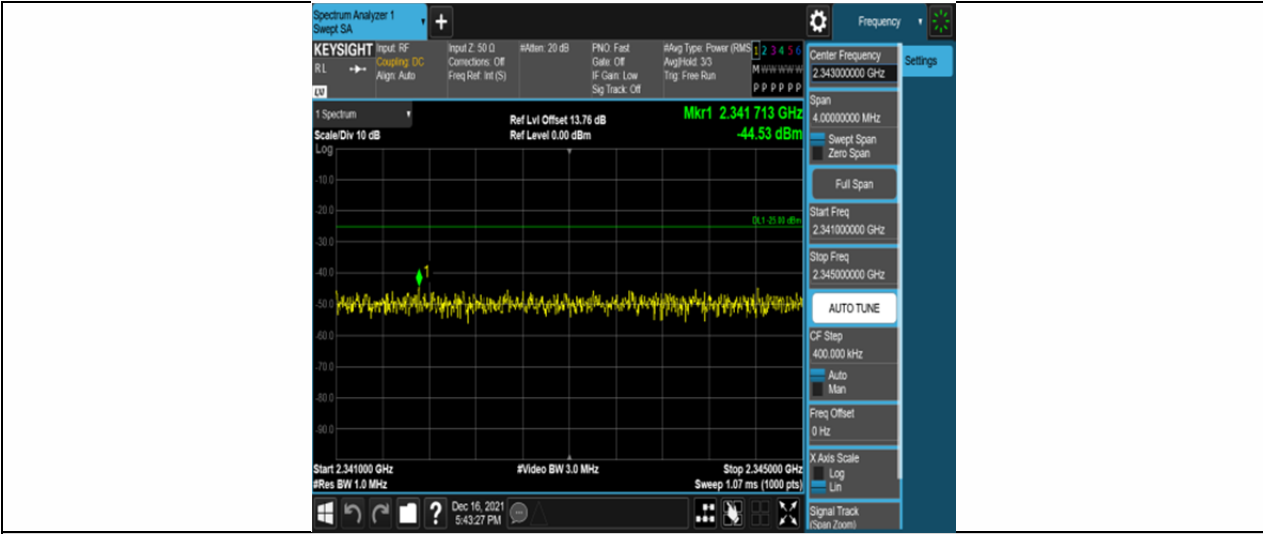 Spectrum Analyzer 1
Swept SA
+
Frequency
KEYSIGHT
RL
LV
Input: RF
Coupling: DC
Align: Auto
Input Z: 50 Ω
Corrections: Off
Freq Ref: Int (S)
#Atten: 20 dB
PNO: Fast
Gate: Off
IF Gain: Low
Sig Track: Off
#Avg Type: Power (RMS
Avg|Hold: 3/3
Trig: Free Run
1 2 3 4 5 6
M W W W W W
P P P P P P
Center Frequency
2.343000000 GHz
Settings
Span
4.00000000 MHz
Swept Span
Zero Span
Full Span
Start Freq
2.341000000 GHz
Stop Freq
2.345000000 GHz
AUTO TUNE
CF Step
400.000 kHz
Auto
Man
Freq Offset
0 Hz
X Axis Scale
Log
Lin
Signal Track
(Span Zoom)
1 Spectrum
Scale/Div 10 dB
Log
Ref Lvl Offset 13.76 dB
Ref Level 0.00 dBm
Mkr1 2.341 713 GHz
-44.53 dBm
-10.0
-20.0
DL1 -25.00 dBm
-30.0
-40.0
1
-50.0
-60.0
-70.0
-80.0
-90.0
Start 2.341000 GHz
#Res BW 1.0 MHz
#Video BW 3.0 MHz
Stop 2.345000 GHz
Sweep 1.07 ms (1000 pts)
?
Dec 16, 2021
5:43:27 PM